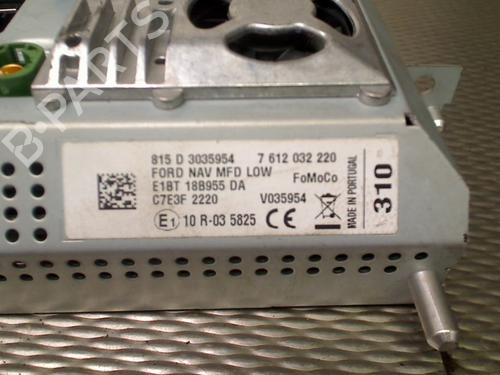 815 D 3035954 7 612 032 220
FORD NAV MFD LOW
E1BT 18B955 DA FoMoCo
C7E3F 2220 V035954
E1 10 R-03 5825 CE
MADE IN PORTUGAL
310
B-PARTS